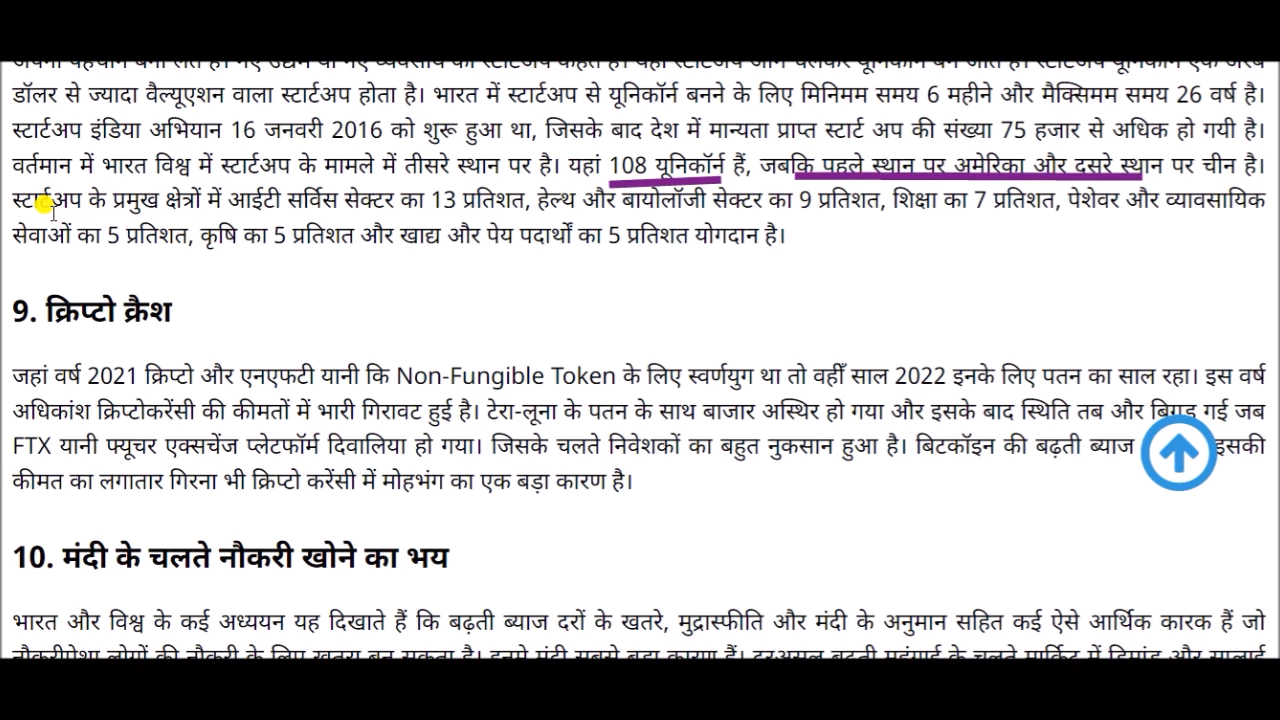 डॉलर से ज्यादा वैल्यूएशन वाला स्टार्टअप होता है। भारत में स्टार्टअप से यूनिकॉर्न बनने के लिए मिनिमम समय 6 महीने और मैक्सिमम समय 26 वर्ष है।
स्टार्टअप इंडिया अभियान 16 जनवरी 2016 को शुरू हुआ था, जिसके बाद देश में मान्यता प्राप्त स्टार्ट अप की संख्या 75 हजार से अधिक हो गयी है।
वर्तमान में भारत विश्व में स्टार्टअप के मामले में तीसरे स्थान पर है। यहां 108 यूनिकॉर्न हैं, जबकि पहले स्थान पर अमेरिका और दूसरे स्थान पर चीन है।
स्टार्टअप के प्रमुख क्षेत्रों में आईटी सर्विस सेक्टर का 13 प्रतिशत, हेल्थ और बायोलॉजी सेक्टर का 9 प्रतिशत, शिक्षा का 7 प्रतिशत, पेशेवर और व्यावसायिक
सेवाओं का 5 प्रतिशत, कृषि का 5 प्रतिशत और खाद्य और पेय पदार्थों का 5 प्रतिशत योगदान है।
9. क्रिप्टो क्रैश
जहां वर्ष 2021 क्रिप्टो और एनएफटी यानी कि Non-Fungible Token के लिए स्वर्णयुग था तो वहीँ साल 2022 इनके लिए पतन का साल रहा। इस वर्ष
अधिकांश क्रिप्टोकरेंसी की कीमतों में भारी गिरावट हुई है। टेरा-लूना के पतन के साथ बाजार अस्थिर हो गया और इसके बाद स्थिति तब और बिगड़ गई जब
FTX यानी फ्यूचर एक्सचेंज प्लेटफॉर्म दिवालिया हो गया। जिसके चलते निवेशकों का बहुत नुकसान हुआ है। बिटकॉइन की बढ़ती ब्याज इसकी
कीमत का लगातार गिरना भी क्रिप्टो करेंसी में मोहभंग का एक बड़ा कारण है।
10. मंदी के चलते नौकरी खोने का भय
भारत और विश्व के कई अध्ययन यह दिखाते हैं कि बढ़ती ब्याज दरों के खतरे, मुद्रास्फीति और मंदी के अनुमान सहित कई ऐसे आर्थिक कारक हैं जो